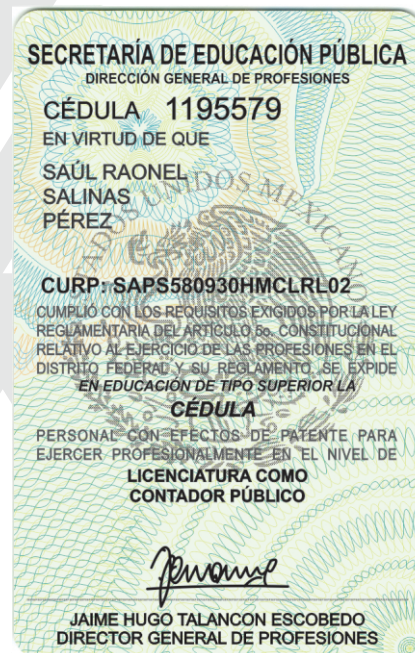 SECRETARÍA DE EDUCACIÓN PÚBLICA
DIRECCIÓN GENERAL DE PROFESIONES
CÉDULA 1195579
EN VIRTUD DE QUE
SAÚL RAONEL
SALINAS
PÉREZ
ESTADOS UNIDOS MEXICANOS
CURP: SAPS580930HMCLRL02
CUMPLIÓ CON LOS REQUISITOS EXIGIDOS POR LA LEY
REGLAMENTARIA DEL ARTÍCULO 5o. CONSTITUCIONAL
RELATIVO AL EJERCICIO DE LAS PROFESIONES EN EL
DISTRITO FEDERAL Y SU REGLAMENTO, SE EXPIDE
EN EDUCACIÓN DE TIPO SUPERIOR LA
CÉDULA
PERSONAL CON EFECTOS DE PATENTE PARA
EJERCER PROFESIONALMENTE EN EL NIVEL DE
LICENCIATURA COMO
CONTADOR PÚBLICO
JAIME HUGO TALANCON ESCOBEDO
DIRECTOR GENERAL DE PROFESIONES